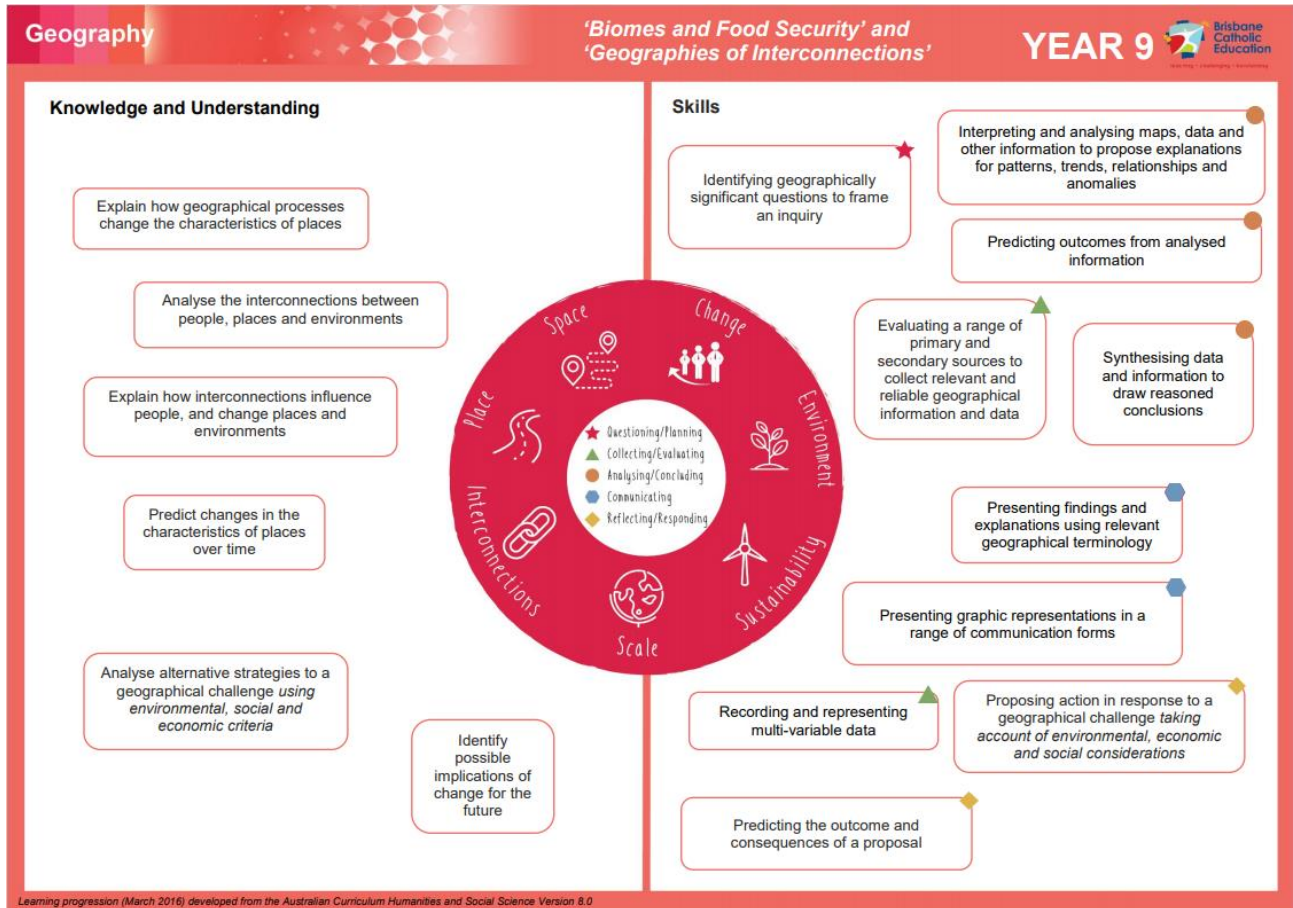 Geography
‘Biomes and Food Security’ and
‘Geographies of Interconnections’
YEAR 9
Brisbane
Catholic
Education
Knowledge and Understanding
Explain how geographical processes
change the characteristics of places
Analyse the interconnections between
people, places and environments
Explain how interconnections influence
people, and change places and
environments
Predict changes in the
characteristics of places
over time
Analyse alternative strategies to a
geographical challenge using
environmental, social and
economic criteria
Identify
possible
implications of
change for the
future
Space
Change
Place
Environment
Interconnections
Sustainability
Scale
Questioning/Planning
Collecting/Evaluating
Analysing/Concluding
Communicating
Reflecting/Responding
Skills
Identifying geographically
significant questions to frame
an inquiry
Interpreting and analysing maps, data and
other information to propose explanations
for patterns, trends, relationships and
anomalies
Predicting outcomes from analysed
information
Evaluating a range of
primary and
secondary sources to
collect relevant and
reliable geographical
information and data
Synthesising data
and information to
draw reasoned
conclusions
Presenting findings and
explanations using relevant
geographical terminology
Presenting graphic representations in a
range of communication forms
Recording and representing
multi-variable data
Proposing action in response to a
geographical challenge taking
account of environmental, economic
and social considerations
Predicting the outcome and
consequences of a proposal
Learning progression (March 2016) developed from the Australian Curriculum Humanities and Social Science Version 8.0